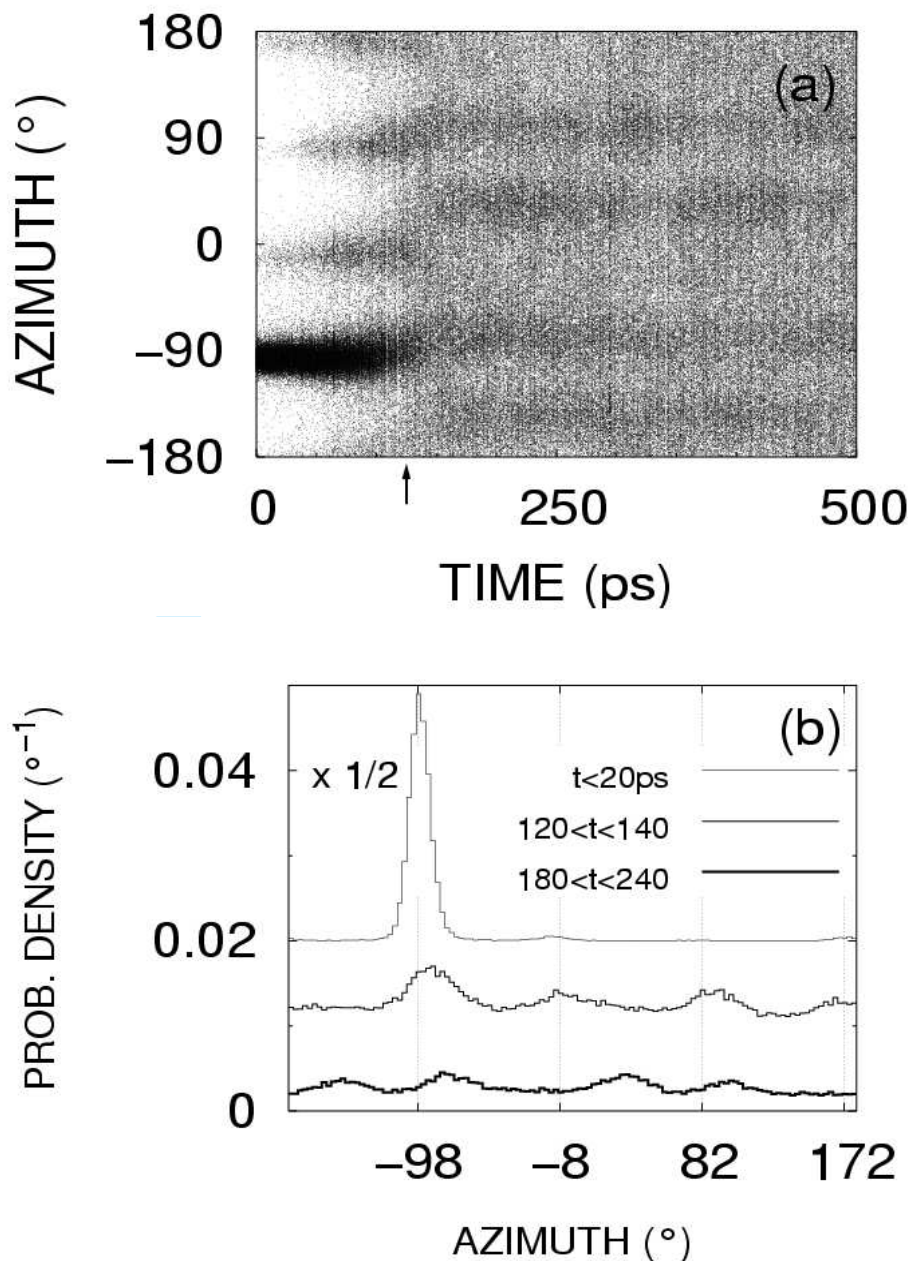 180
90
0
−90
−180
AZIMUTH (°)
(a)
0
250
500
TIME (ps)
(b)
x 1/2
t<20ps
120<t<140
180<t<240
0.04
0.02
0
PROB. DENSITY (°⁻¹)
−98
−8
82
172
AZIMUTH (°)